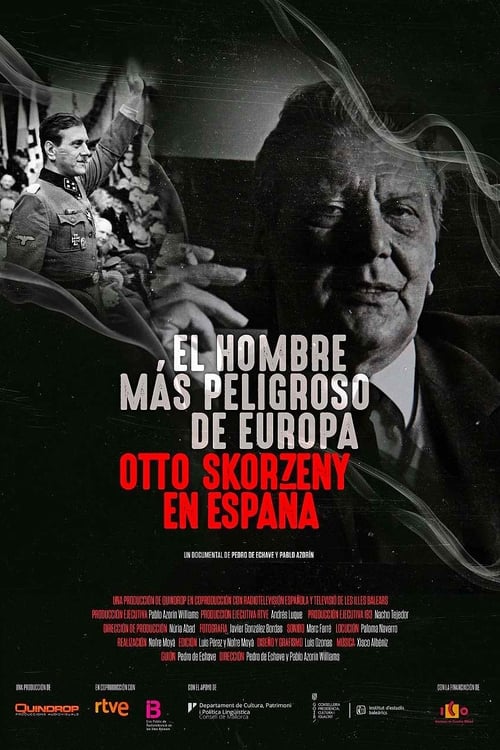 EL HOMBRE
MÁS PELIGROSO
DE EUROPA
OTTO SKORZENY
EN ESPAÑA
UN DOCUMENTAL DE PEDRO DE ECHAVE Y PABLO AZORÍN
UNA PRODUCCIÓN DE QUINDROP EN COPRODUCCIÓN CON RADIOTELEVISIÓN ESPAÑOLA Y TELEVISIÓ DE LES ILLES BALEARS
PRODUCCIÓN EJECUTIVA Pablo Azorín Williams PRODUCCIÓN EJECUTIVA RTVE Andrés Luque PRODUCCIÓN EJECUTIVA IB3 Nacho Tejedor
DIRECCIÓN DE PRODUCCIÓN Núria Abad FOTOGRAFÍA Javier González Bordas SONIDO Marc Farré LOCUCIÓN Paloma Navarro
REALIZACIÓN Nofre Moyà EDICIÓN Luis Pérez y Nofre Moyà DISEÑO Y GRAFISMO Luis Ozonas MÚSICA Xisco Albéniz
GUIÓN Pedro de Echave DIRECCIÓN Pedro de Echave y Pablo Azorín Williams
UNA PRODUCCIÓN DE EN COPRODUCCIÓN CON CON EL APOYO DE CON LA FINANCIACIÓN DE
QUINDROP rtve
Departament de Cultura, Patrimoni
i Política Lingüística
Consell de Mallorca
Institut d'estudis
baleàrics
ICO